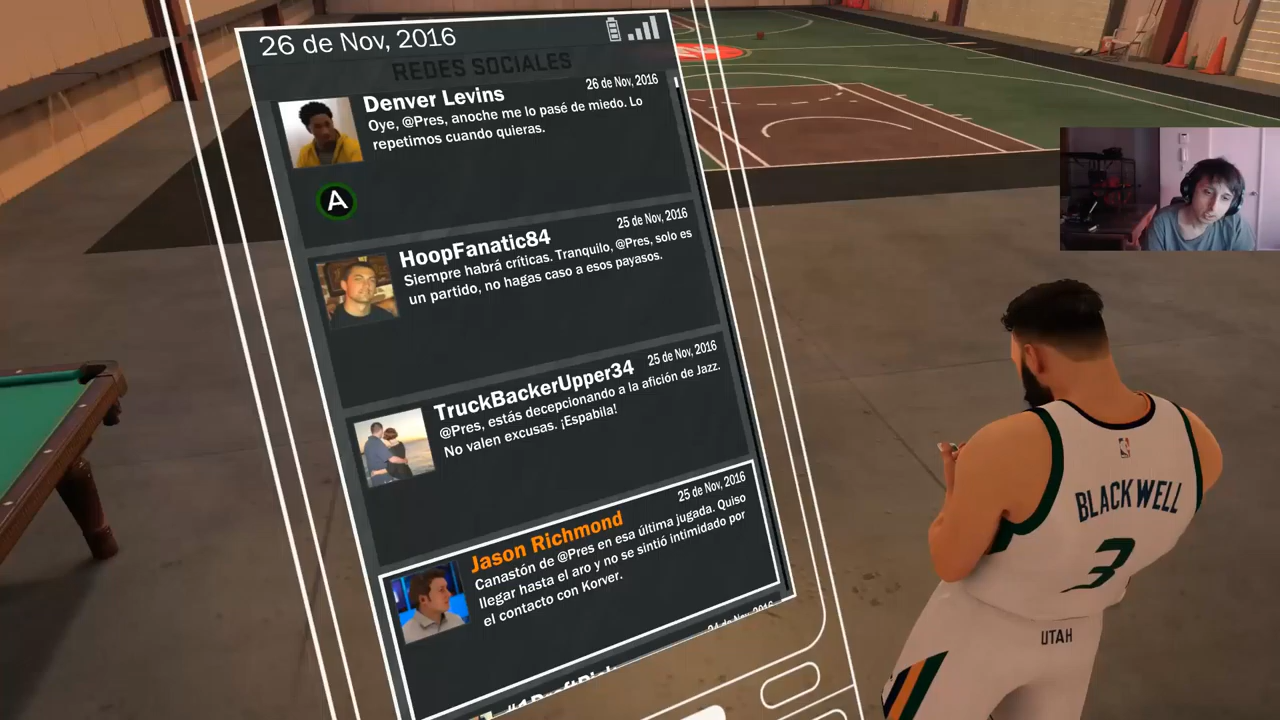 26 de Nov, 2016
REDES SOCIALES
Denver Levins
26 de Nov, 2016
Oye, @Pres, anoche me lo pasé de miedo. Lo
repetimos cuando quieras.
A
HoopFanatic84
25 de Nov, 2016
Siempre habrá críticas. Tranquilo, @Pres, solo es
un partido, no hagas caso a esos payasos.
TruckBackerUpper34
25 de Nov, 2016
@Pres, estás decepcionando a la afición de Jazz.
No valen excusas. ¡Espabila!
Jason Richmond
25 de Nov, 2016
Canastón de @Pres en esa última jugada. Quiso
llegar hasta el aro y no se sintió intimidado por
el contacto con Korver.
24 de Nov, 2016
BLACKWELL
3
UTAH